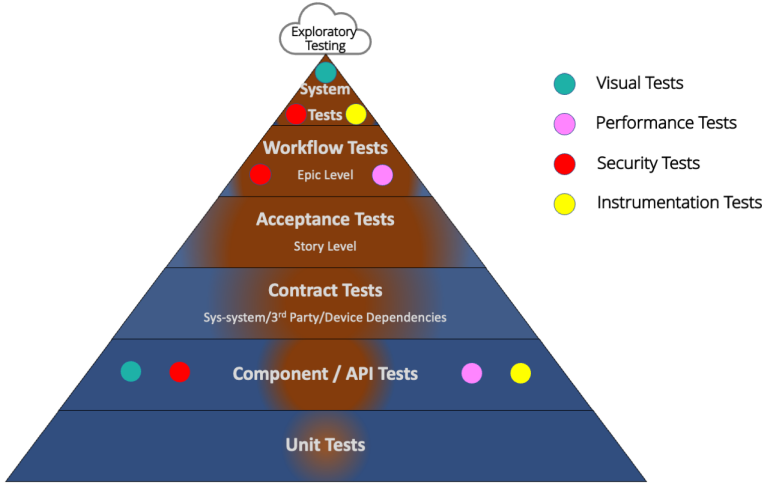 Exploratory
Testing
System
Tests
Workflow Tests
Epic Level
Acceptance Tests
Story Level
Contract Tests
Sys-system/3rd Party/Device Dependencies
Component / API Tests
Unit Tests
Visual Tests
Performance Tests
Security Tests
Instrumentation Tests